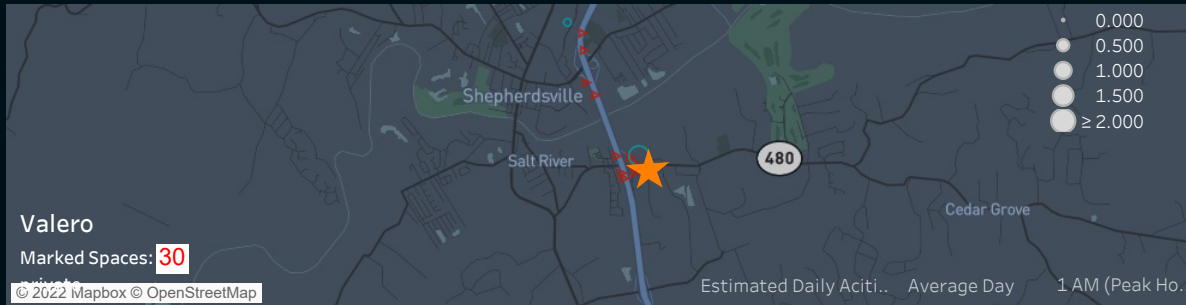 0.000
0.500
Shepherdsville
1.000
1.500
≥ 2.000
Salt River
480
Cedar Grove
Valero
Marked Spaces: 30
private
Estimated Daily Aciti..
Average Day
1 AM (Peak Ho..
© 2022 Mapbox © OpenStreetMap